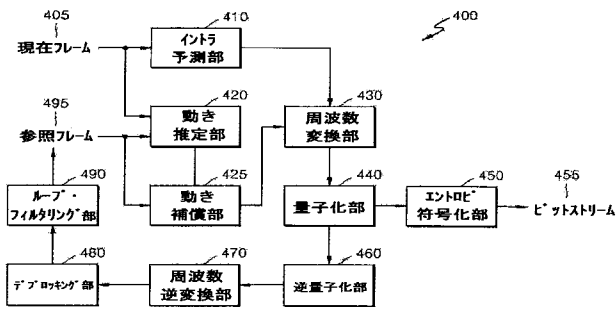 405
現在フレーム
410
イントラ
予測部
400
495
参照フレーム
420
動き
推定部
430
周波数
変換部
490
ループ・
フィルタリング部
425
動き
補償部
440
量子化部
450
エントロピ
符号化部
455
ビットストリーム
480
デブロッキング部
470
周波数
逆変換部
460
逆量子化部